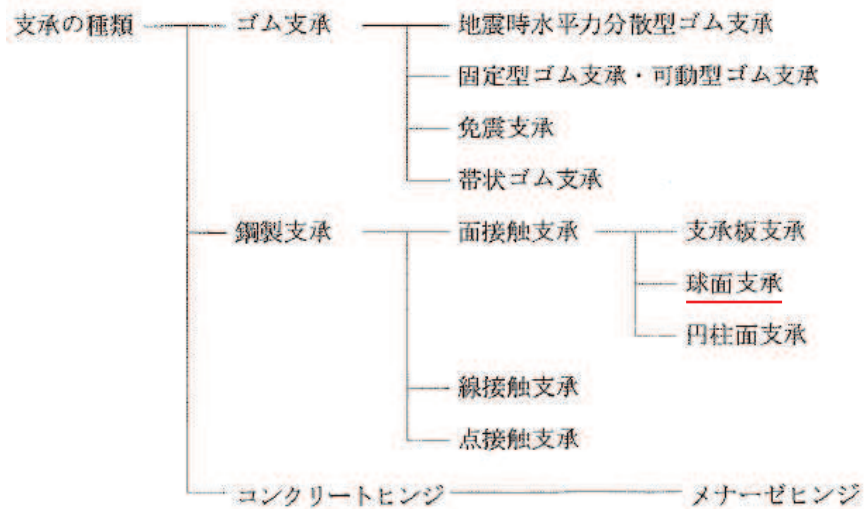 支承の種類 ゴム支承 地震時水平力分散型ゴム支承
固定型ゴム支承・可動型ゴム支承
免震支承
帯状ゴム支承
鋼製支承 面接触支承 支承板支承
球面支承
円柱面支承
線接触支承
点接触支承
コンクリートヒンジ メナーゼヒンジ